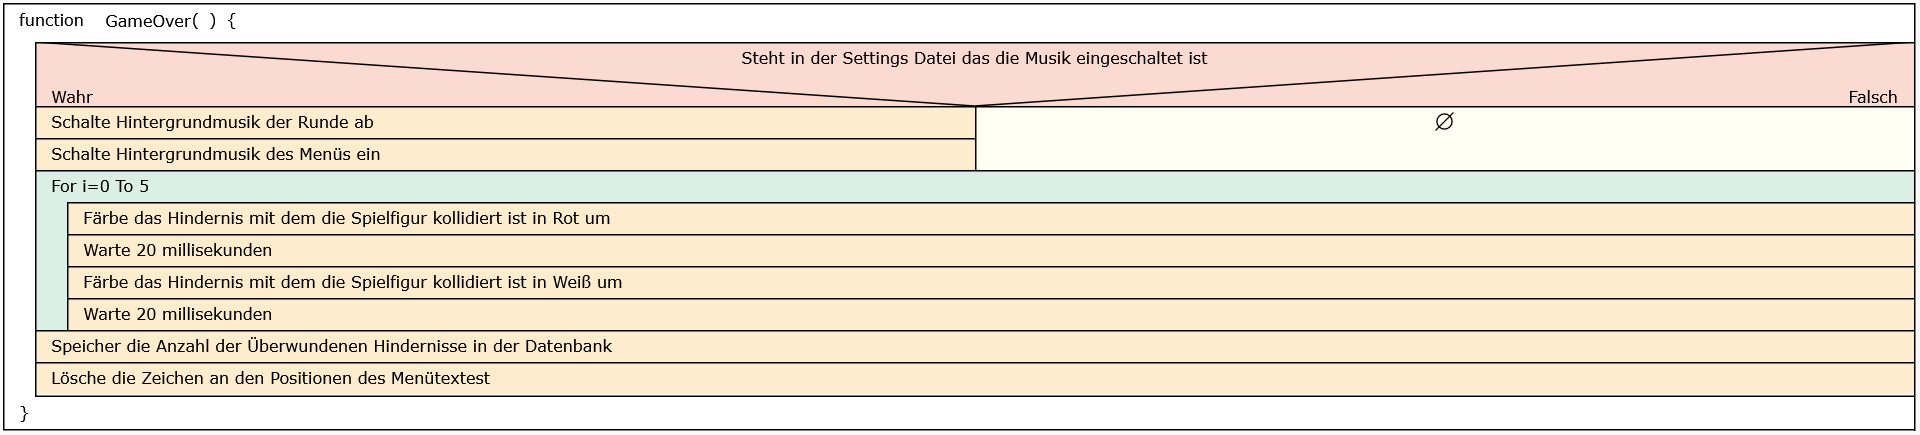 function GameOver( ) {
Steht in der Settings Datei das die Musik eingeschaltet ist
Wahr
Falsch
Schalte Hintergrundmusik der Runde ab
∅
Schalte Hintergrundmusik des Menüs ein
For i=0 To 5
Färbe das Hindernis mit dem die Spielfigur kollidiert ist in Rot um
Warte 20 millisekunden
Färbe das Hindernis mit dem die Spielfigur kollidiert ist in Weiß um
Warte 20 millisekunden
Speicher die Anzahl der Überwundenen Hindernisse in der Datenbank
Lösche die Zeichen an den Positionen des Menütextest
}